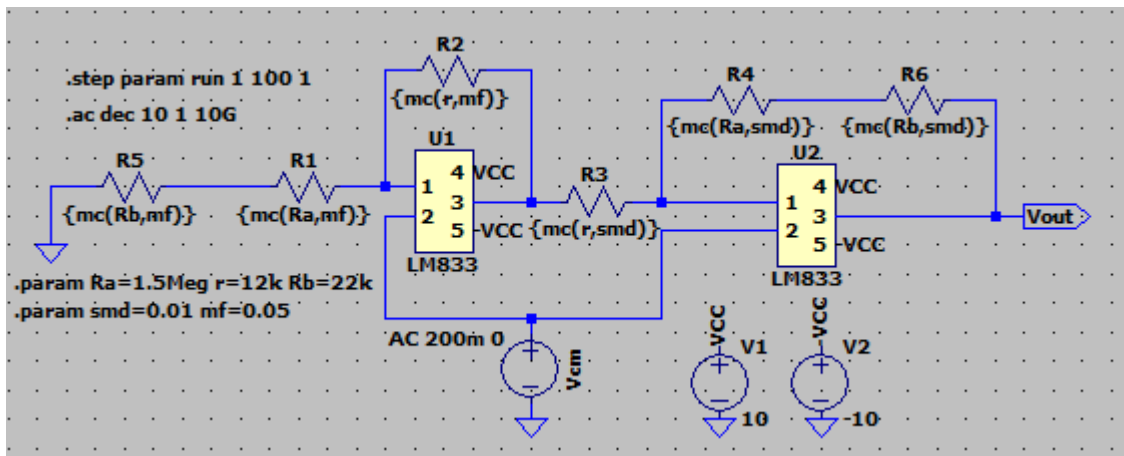 R2
R4
R6
.step param run 1 100 1
.ac dec 10 1 10G
{mc(r,mf)}
{mc(Ra,smd)}
{mc(Rb,smd)}
U1
U2
R5
R1
4
VCC
R3
4
VCC
1
3
1
3
{mc(Rb,mf)}
{mc(Ra,mf)}
2
5
-VCC
{mc(r,smd)}
2
5
-VCC
Vout
LM833
LM833
.param Ra=1.5Meg r=12k Rb=22k
.param smd=0.01 mf=0.05
AC 200m 0
Vcm
VCC
V1
-VCC
V2
10
-10